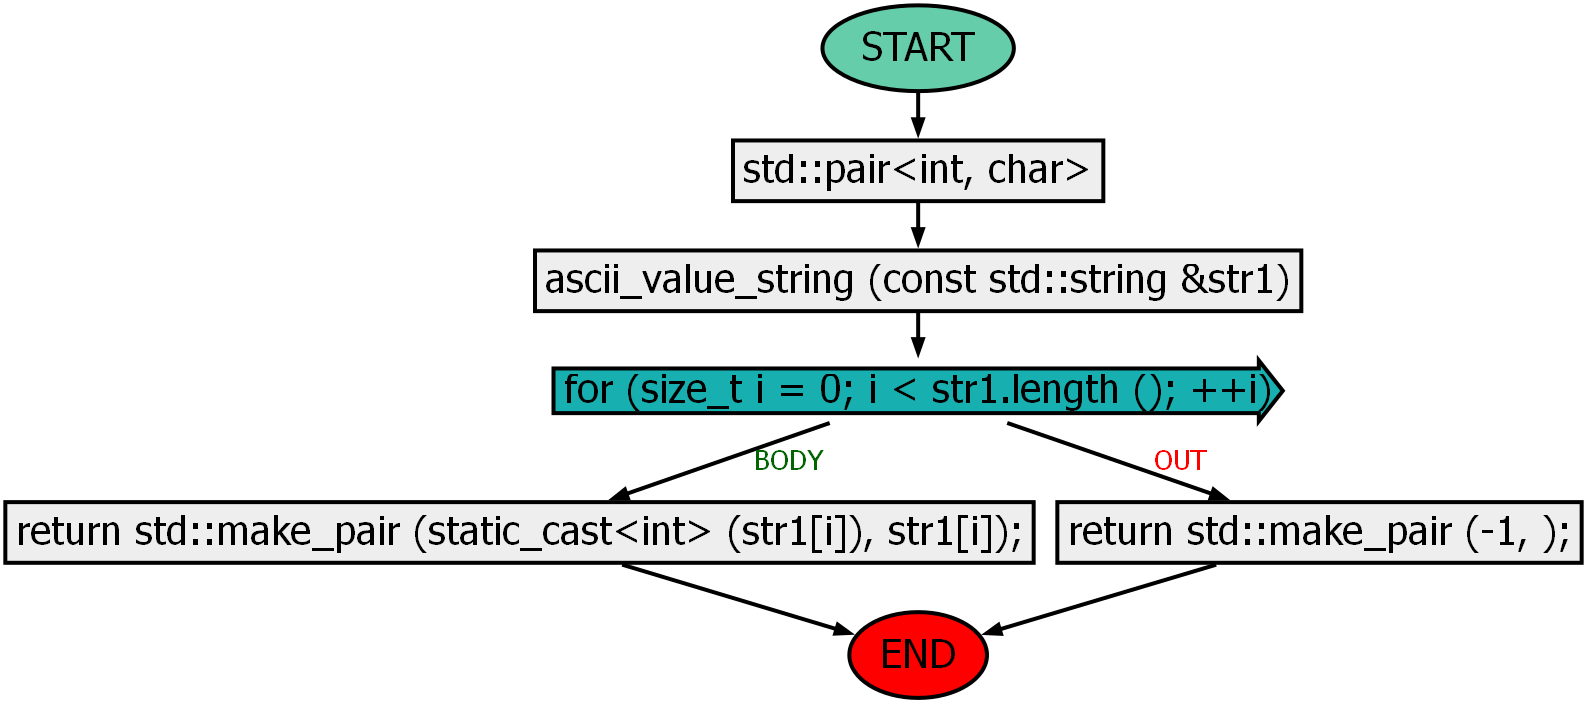 START
std::pair<int, char>
ascii_value_string (const std::string &str1)
for (size_t i = 0; i < str1.length (); ++i)
BODY
OUT
return std::make_pair (static_cast<int> (str1[i]), str1[i]);
return std::make_pair (-1, );
END